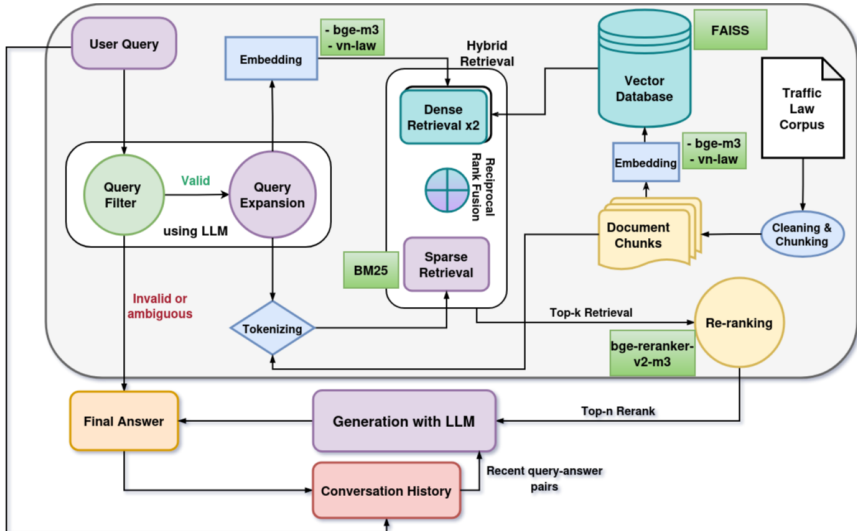 User Query
Embedding
- bge-m3
- vn-law
Hybrid
Retrieval
Dense
Retrieval x2
Reciprocal
Rank Fusion
Sparse
Retrieval
BM25
Vector
Database
FAISS
Embedding
- bge-m3
- vn-law
Traffic
Law
Corpus
Document
Chunks
Cleaning &
Chunking
Query
Filter
Valid
Query
Expansion
using LLM
Invalid or
ambiguous
Tokenizing
Top-k Retrieval
Re-ranking
bge-reranker-
v2-m3
Final Answer
Generation with LLM
Top-n Rerank
Conversation History
Recent query-answer
pairs